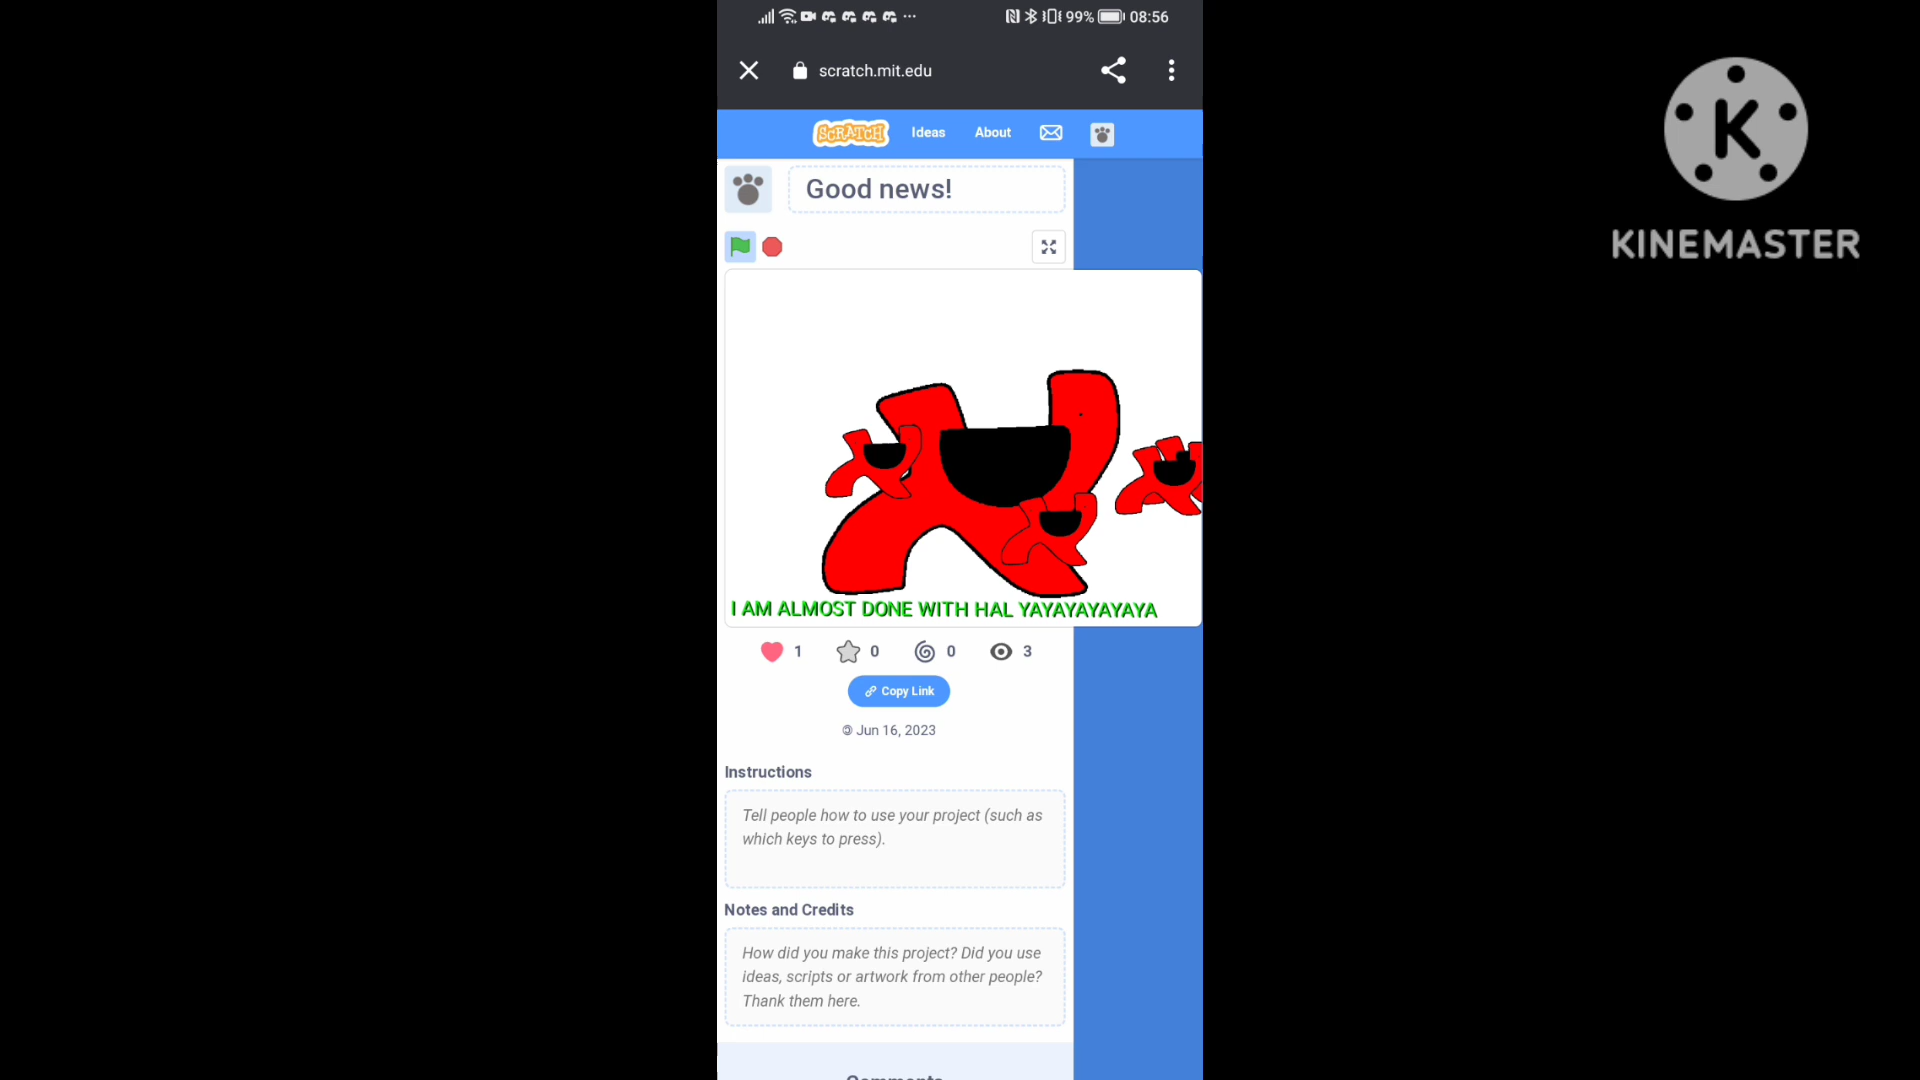 99% 08:56
scratch.mit.edu
SCRATCH Ideas About
K
KINEMASTER
Good news!
I AM ALMOST DONE WITH HAL YAYAYAYAYAYA
1 0 0 3
Copy Link
Jun 16, 2023
Instructions
Tell people how to use your project (such as
which keys to press).
Notes and Credits
How did you make this project? Did you use
ideas, scripts or artwork from other people?
Thank them here.
Comments